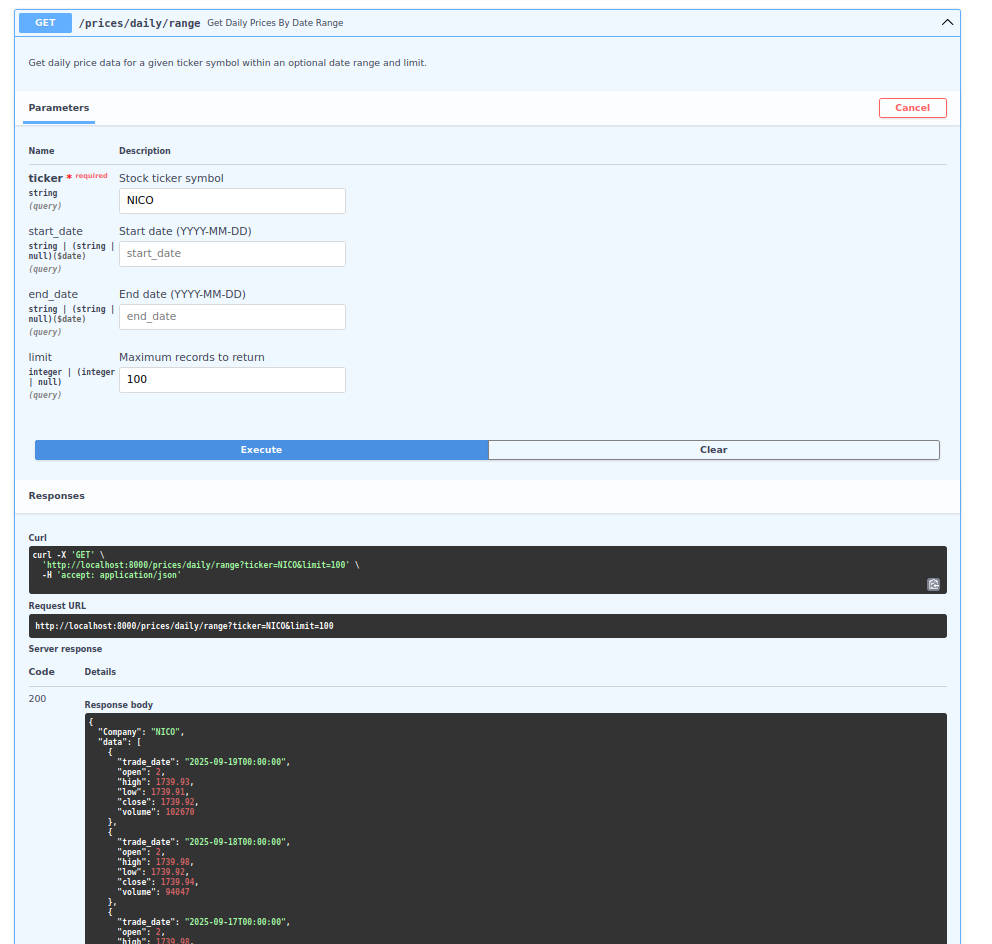 GET /prices/daily/range Get Daily Prices By Date Range
Get daily price data for a given ticker symbol within an optional date range and limit.
Parameters Cancel
Name Description
ticker * required Stock ticker symbol
string NICO
(query)
start_date Start date (YYYY-MM-DD)
string | (string | null)($date) start_date
(query)
end_date End date (YYYY-MM-DD)
string | (string | null)($date) end_date
(query)
limit Maximum records to return
integer | (integer | null) 100
(query)
Execute Clear
Responses
Curl
curl -X 'GET' \
  'http://localhost:8000/prices/daily/range?ticker=NICO&limit=100' \
  -H 'accept: application/json'
Request URL
http://localhost:8000/prices/daily/range?ticker=NICO&limit=100
Server response
Code Details
200
Response body
{
  "Company": "NICO",
  "data": [
    {
      "trade_date": "2025-09-19T00:00:00",
      "open": 2,
      "high": 1739.93,
      "low": 1739.91,
      "close": 1739.92,
      "volume": 102670
    },
    {
      "trade_date": "2025-09-18T00:00:00",
      "open": 2,
      "high": 1739.98,
      "low": 1739.92,
      "close": 1739.94,
      "volume": 94047
    },
    {
      "trade_date": "2025-09-17T00:00:00",
      "open": 2,
      "high": 1739.98,